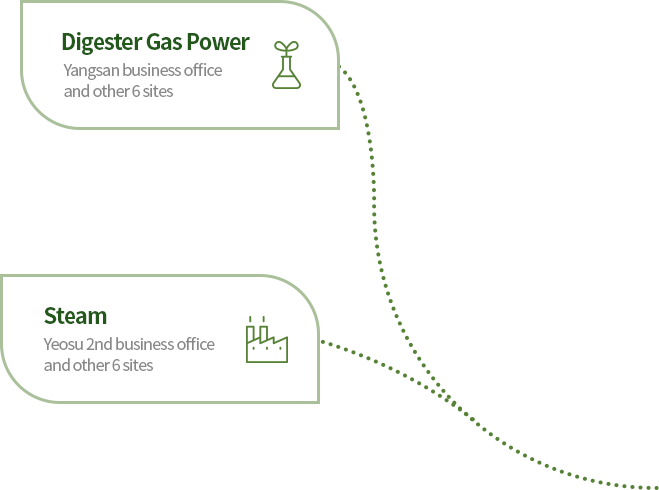 Digester Gas Power
Yangsan business office
and other 6 sites
Steam
Yeosu 2nd business office
and other 6 sites